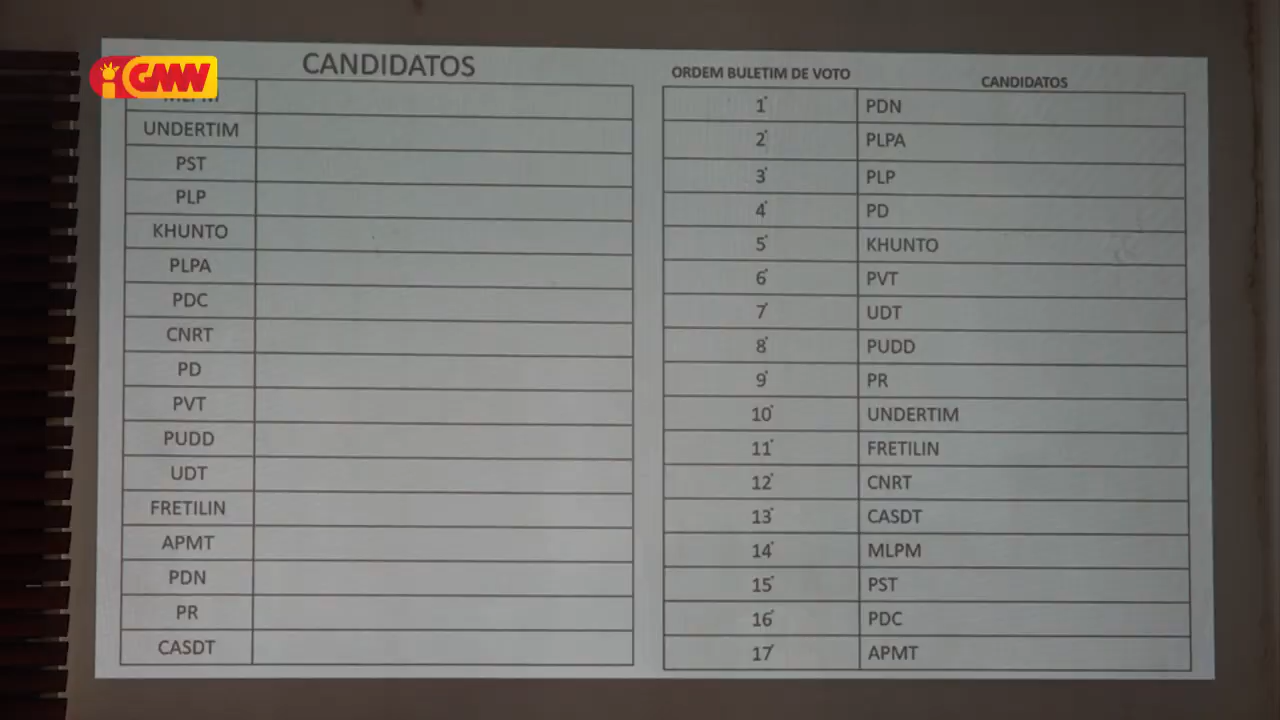 GMW
CANDIDATOS
MLPM
UNDERTIM
PST
PLP
KHUNTO
PLPA
PDC
CNRT
PD
PVT
PUDD
UDT
FRETILIN
APMT
PDN
PR
CASDT
ORDEM BULETIM DE VOTO CANDIDATOS
1° PDN
2° PLPA
3° PLP
4° PD
5° KHUNTO
6° PVT
7° UDT
8° PUDD
9° PR
10° UNDERTIM
11° FRETILIN
12° CNRT
13° CASDT
14° MLPM
15° PST
16° PDC
17° APMT